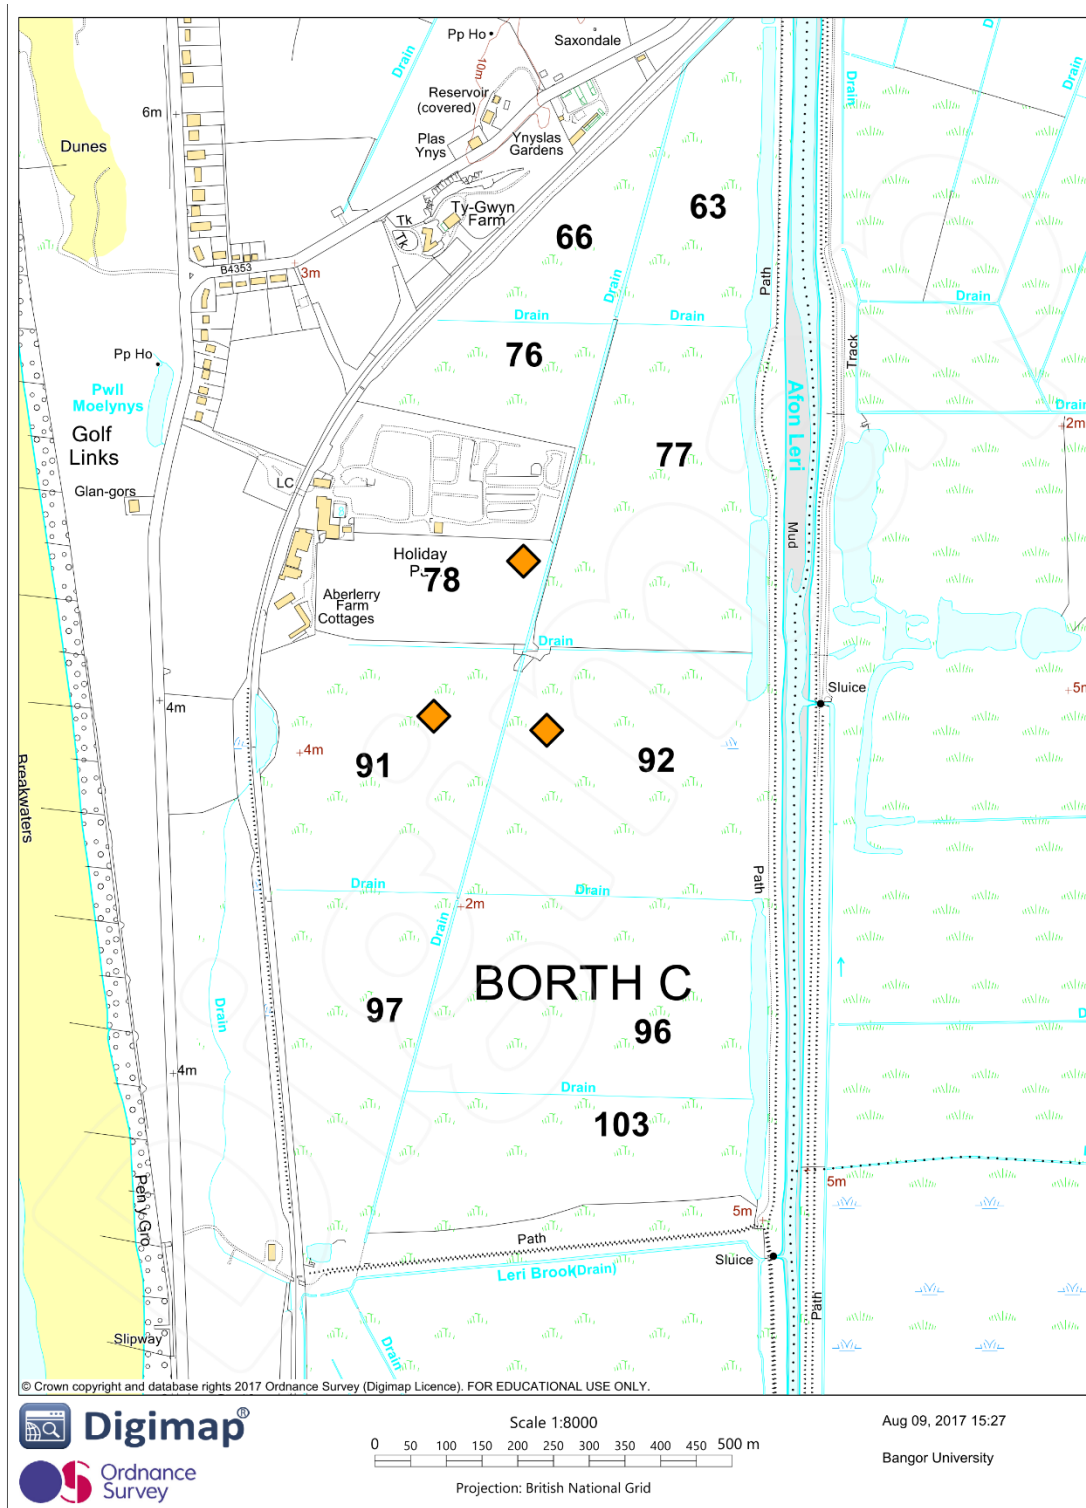 Pp Ho
Saxondale
Drain
10m
Drain
Drain
Drain
Reservoir
(covered)
6m
Plas
Ynys
Ynyslas
Gardens
Dunes
Tk
Tk
Ty-Gwyn
Farm
63
66
B4353
3m
Path
Drain
Drain
Drain
Drain
76
Track
Pp Ho
Pwll
Moelynys
Afon Leri
Drain
2m
Golf
Links
77
LC
Glan-gors
Mud
Holiday
78
Aberlerry
Farm
Cottages
Drain
Sluice
5m
4m
4m
91
92
Breakwaters
Drain
Drain
Path
2m
Drain
BORTH C
97
96
Drain
4m
Drain
103
Pen y Gro
5m
5m
Path
Sluice
Leri Brook
(Drain)
Path
Slipway
Drain
© Crown copyright and database rights 2017 Ordnance Survey (Digimap Licence). FOR EDUCATIONAL USE ONLY.
Digimap®
Ordnance
Survey
Scale 1:8000
0 50 100 150 200 250 300 350 400 450 500 m
Projection: British National Grid
Aug 09, 2017 15:27
Bangor University